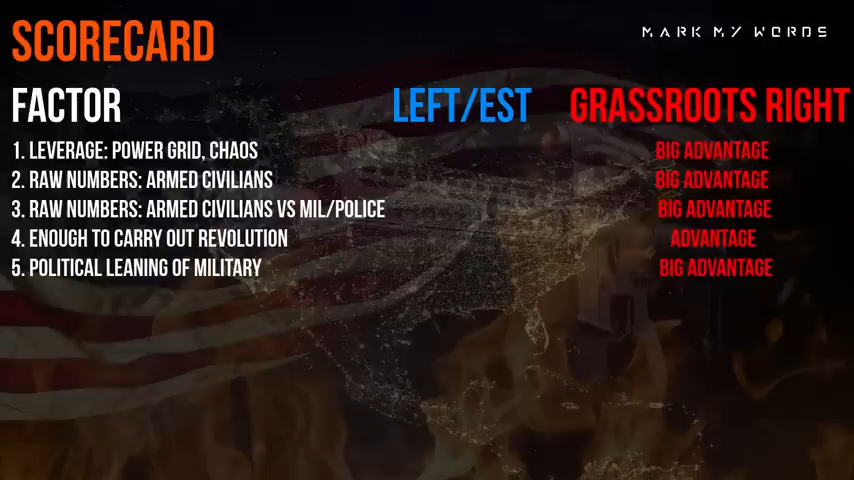 SCORECARD
MARK MY WORDS
FACTOR LEFT/EST GRASSROOTS RIGHT
1. LEVERAGE: POWER GRID, CHAOS BIG ADVANTAGE
2. RAW NUMBERS: ARMED CIVILIANS BIG ADVANTAGE
3. RAW NUMBERS: ARMED CIVILIANS VS MIL/POLICE BIG ADVANTAGE
4. ENOUGH TO CARRY OUT REVOLUTION ADVANTAGE
5. POLITICAL LEANING OF MILITARY BIG ADVANTAGE